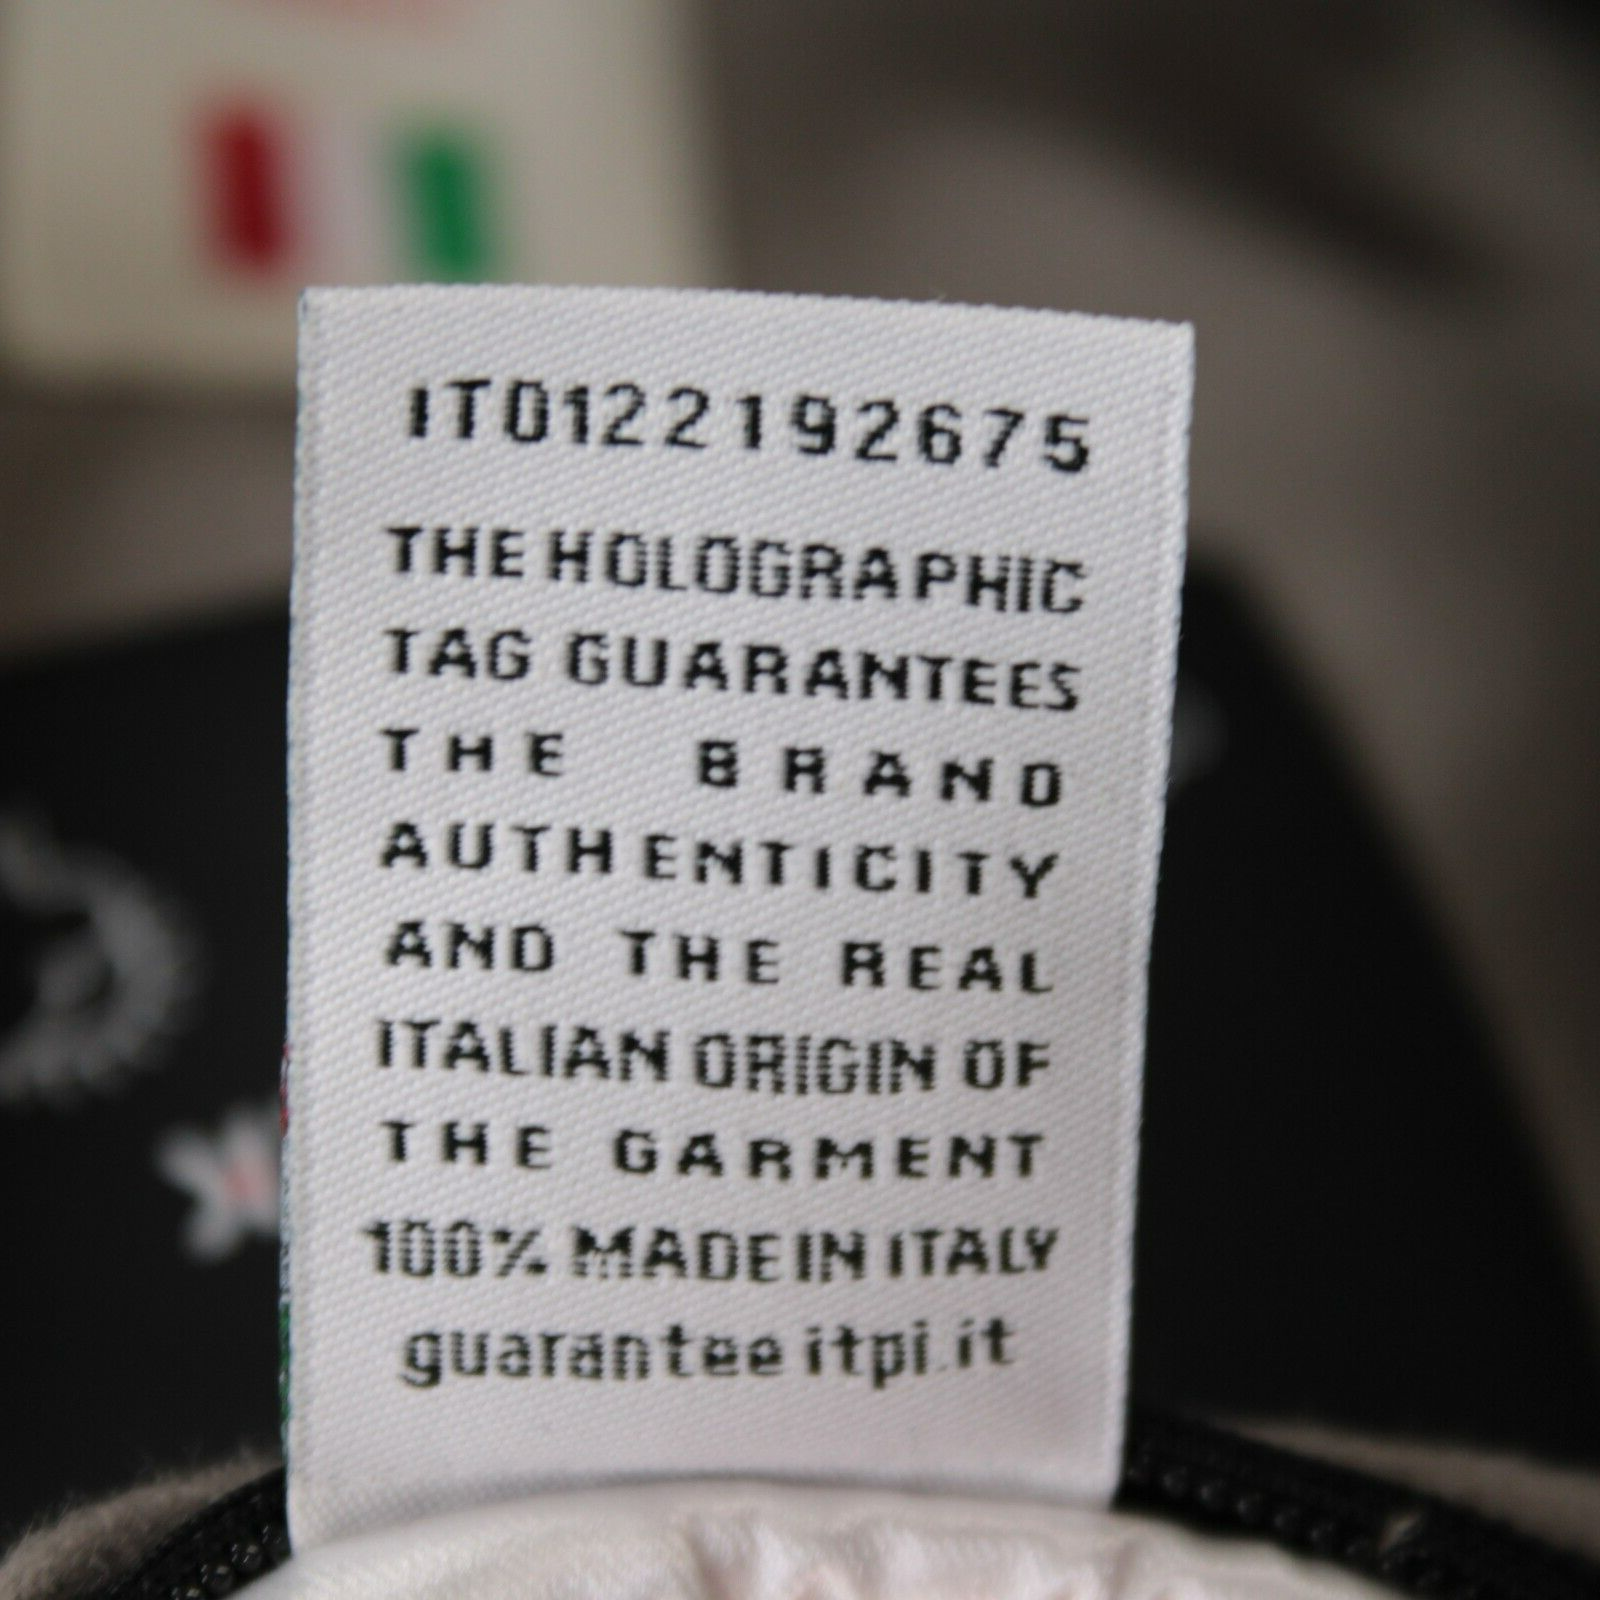 IT0122192675
THE HOLOGRAPHIC
TAG GUARANTEES
THE BRAND
AUTHENTICITY
AND THE REAL
ITALIAN ORIGIN OF
THE GARMENT
100% MADE IN ITALY
guarantee itpi.it